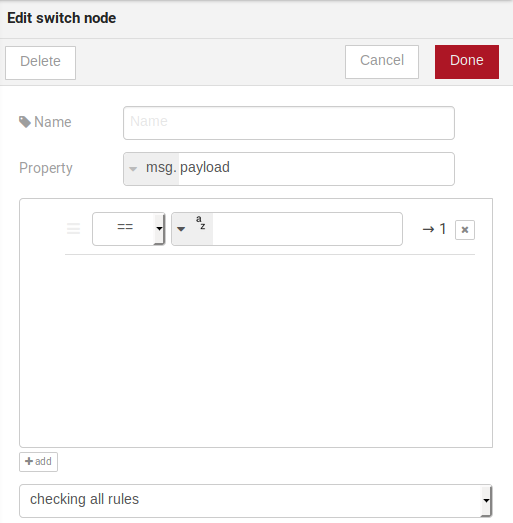 Edit switch node
Delete
Cancel
Done
Name
Name
Property
msg. payload
==
a
z
→ 1
+ add
checking all rules